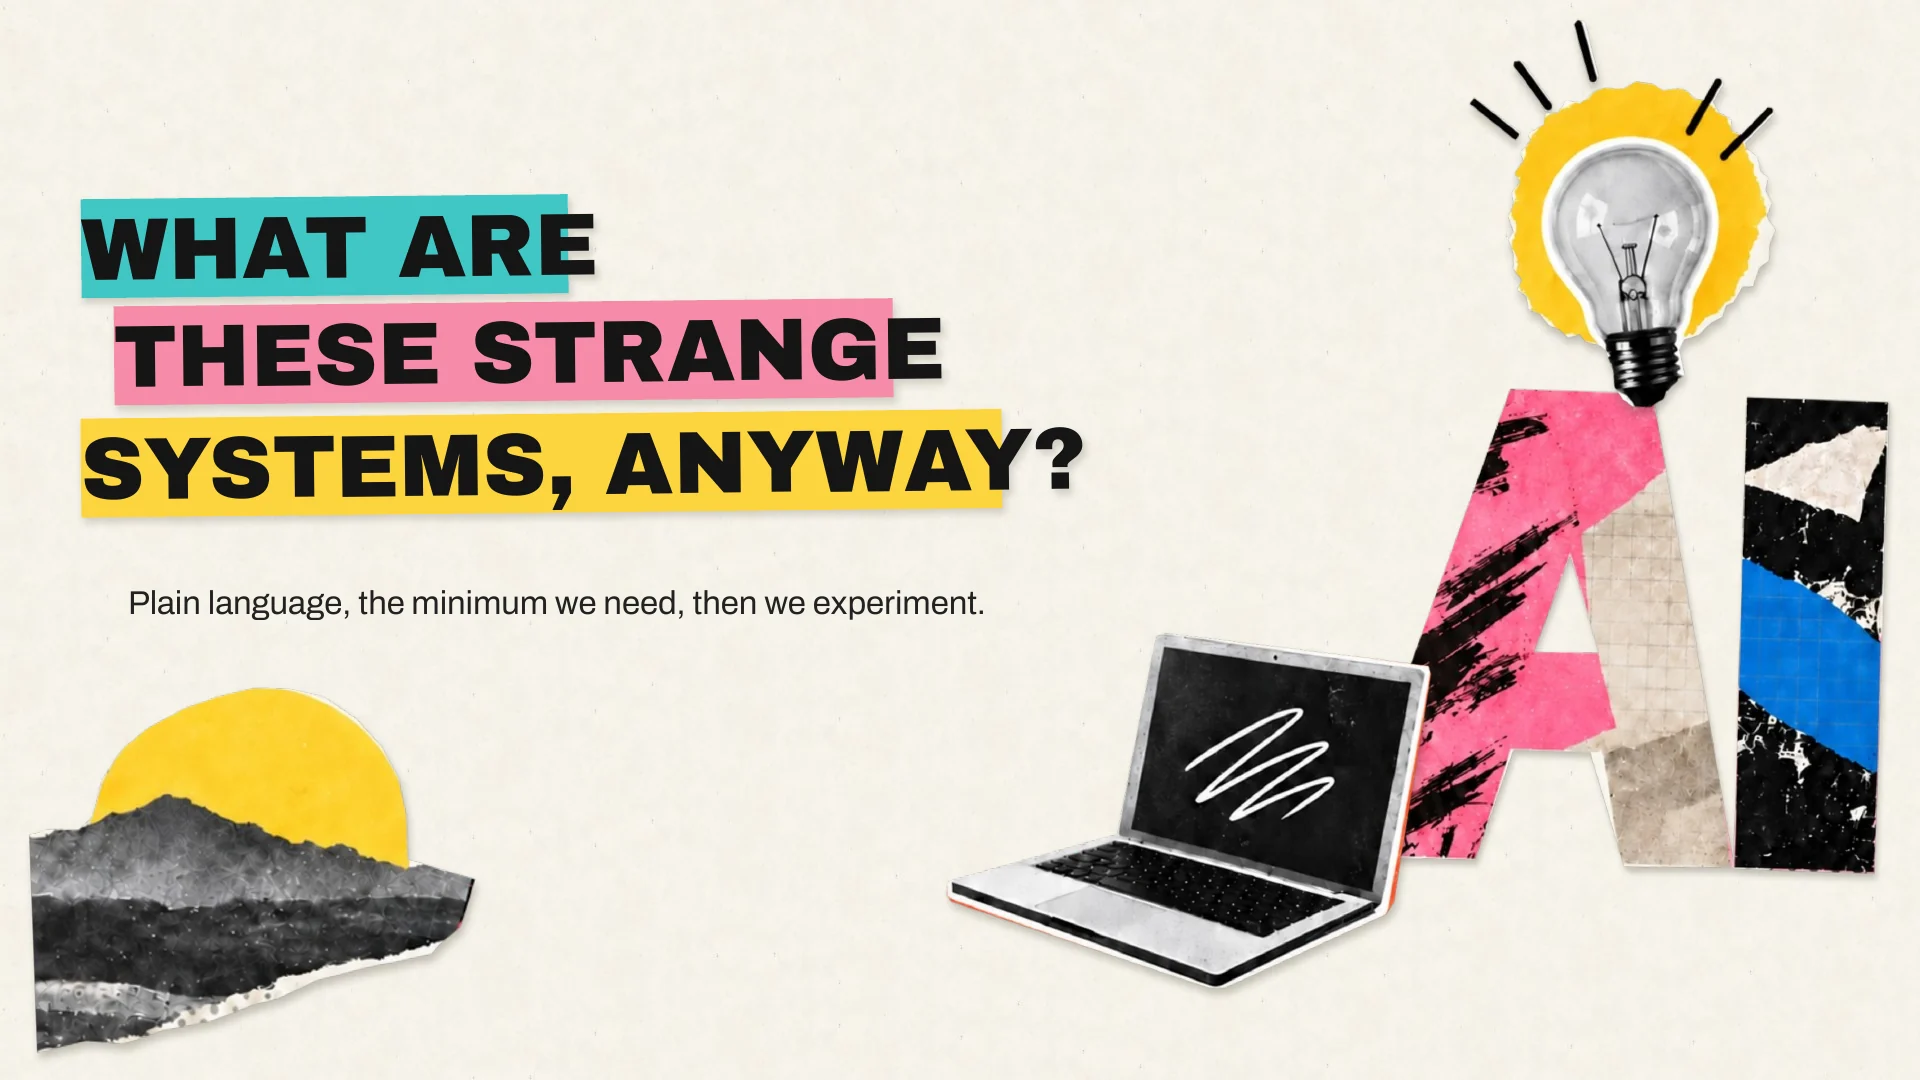 WHAT ARE
THESE STRANGE
SYSTEMS, ANYWAY?
Plain language, the minimum we need, then we experiment.
AI